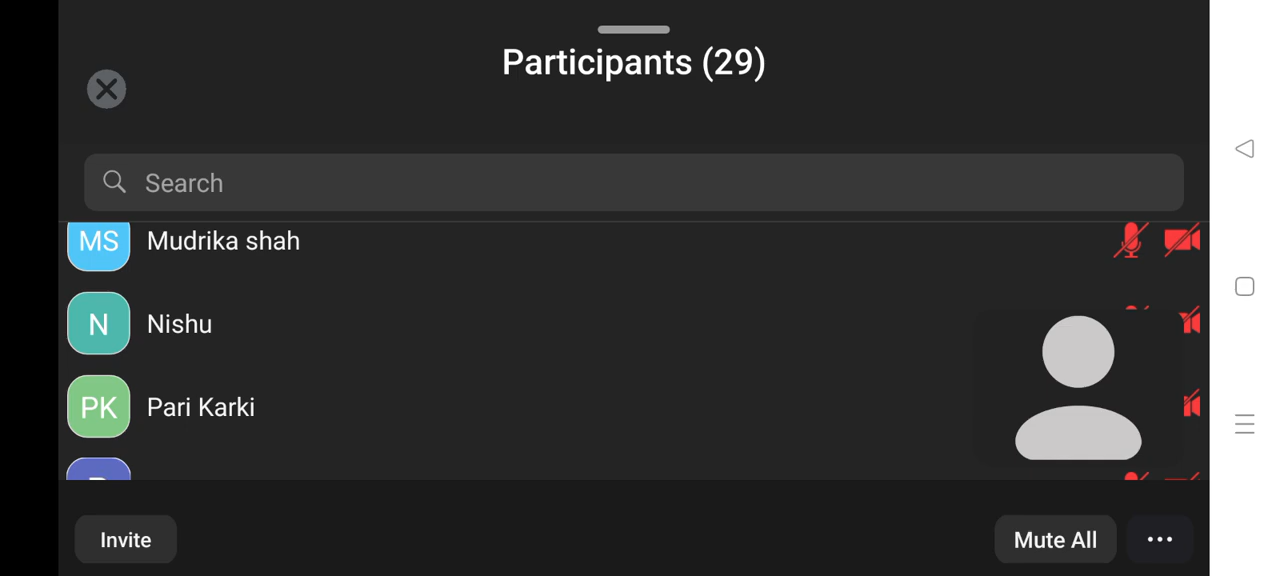 Participants (29)
Search
MS Mudrika shah
N Nishu
PK Pari Karki
Invite Mute All ...